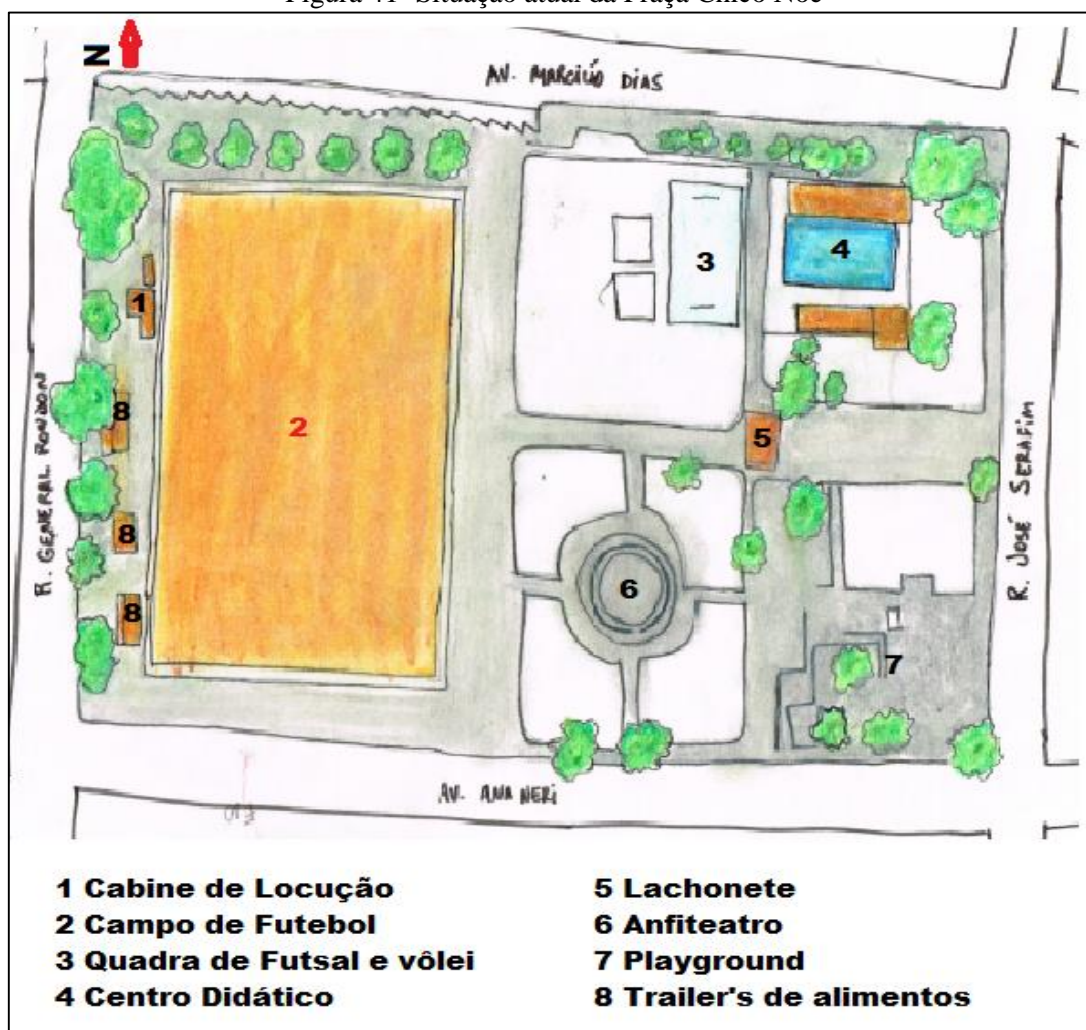 Figura 41- Situação atual da Praça Chico Noé
N
AV. MARCÍLIO DIAS
R. GENERAL RONDON
R. JOSÉ SERAFIM
AV. ANA NERI
1
2
3
4
5
6
7
8
8
8
1 Cabine de Locução
2 Campo de Futebol
3 Quadra de Futsal e vôlei
4 Centro Didático
5 Lachonete
6 Anfiteatro
7 Playground
8 Trailer's de alimentos